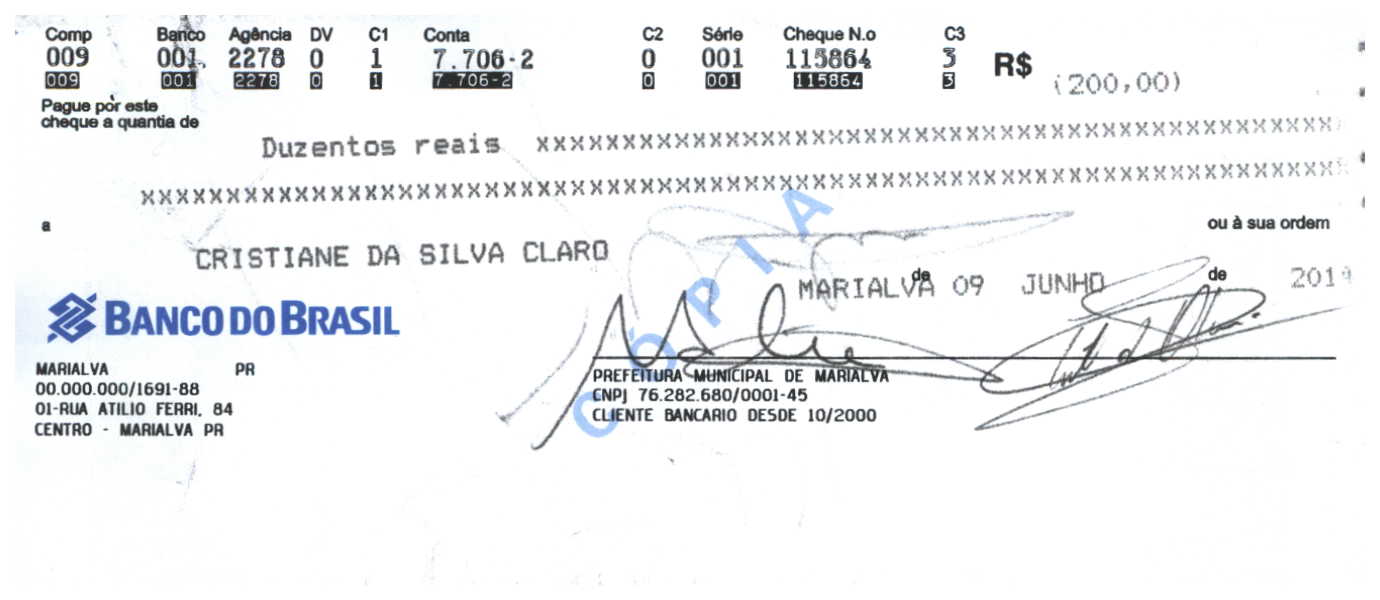 Comp Banco Agência DV C1 Conta C2 Série Cheque N.o C3
009 001 2278 0 1 7.706-2 0 001 115864 3 R$ (200,00)
009 001 2278 0 1 7.706-2 0 001 115864 3
Pague por este
cheque a quantia de
Duzentos reais xxxxxxxxxxxxxxxxxxxxxxxxxxxxxxxxxxxxxxxxxxxxxxxxxx
xxxxxxxxxxxxxxxxxxxxxxxxxxxxxxxxxxxxxxxxxxxxxxxxxxxxxxxxxxxxxxxxxxxxxxxxxx
a ou à sua ordem
CRISTIANE DA SILVA CLARO
MARIALVA de 09 JUNHO de 2014
CÓPIA
BANCO DO BRASIL
MARIALVA PR
00.000.000/1691-88
01-RUA ATILIO FERRI, 84
CENTRO - MARIALVA PR
PREFEITURA MUNICIPAL DE MARIALVA
CNPJ 76.282.680/0001-45
CLIENTE BANCARIO DESDE 10/2000